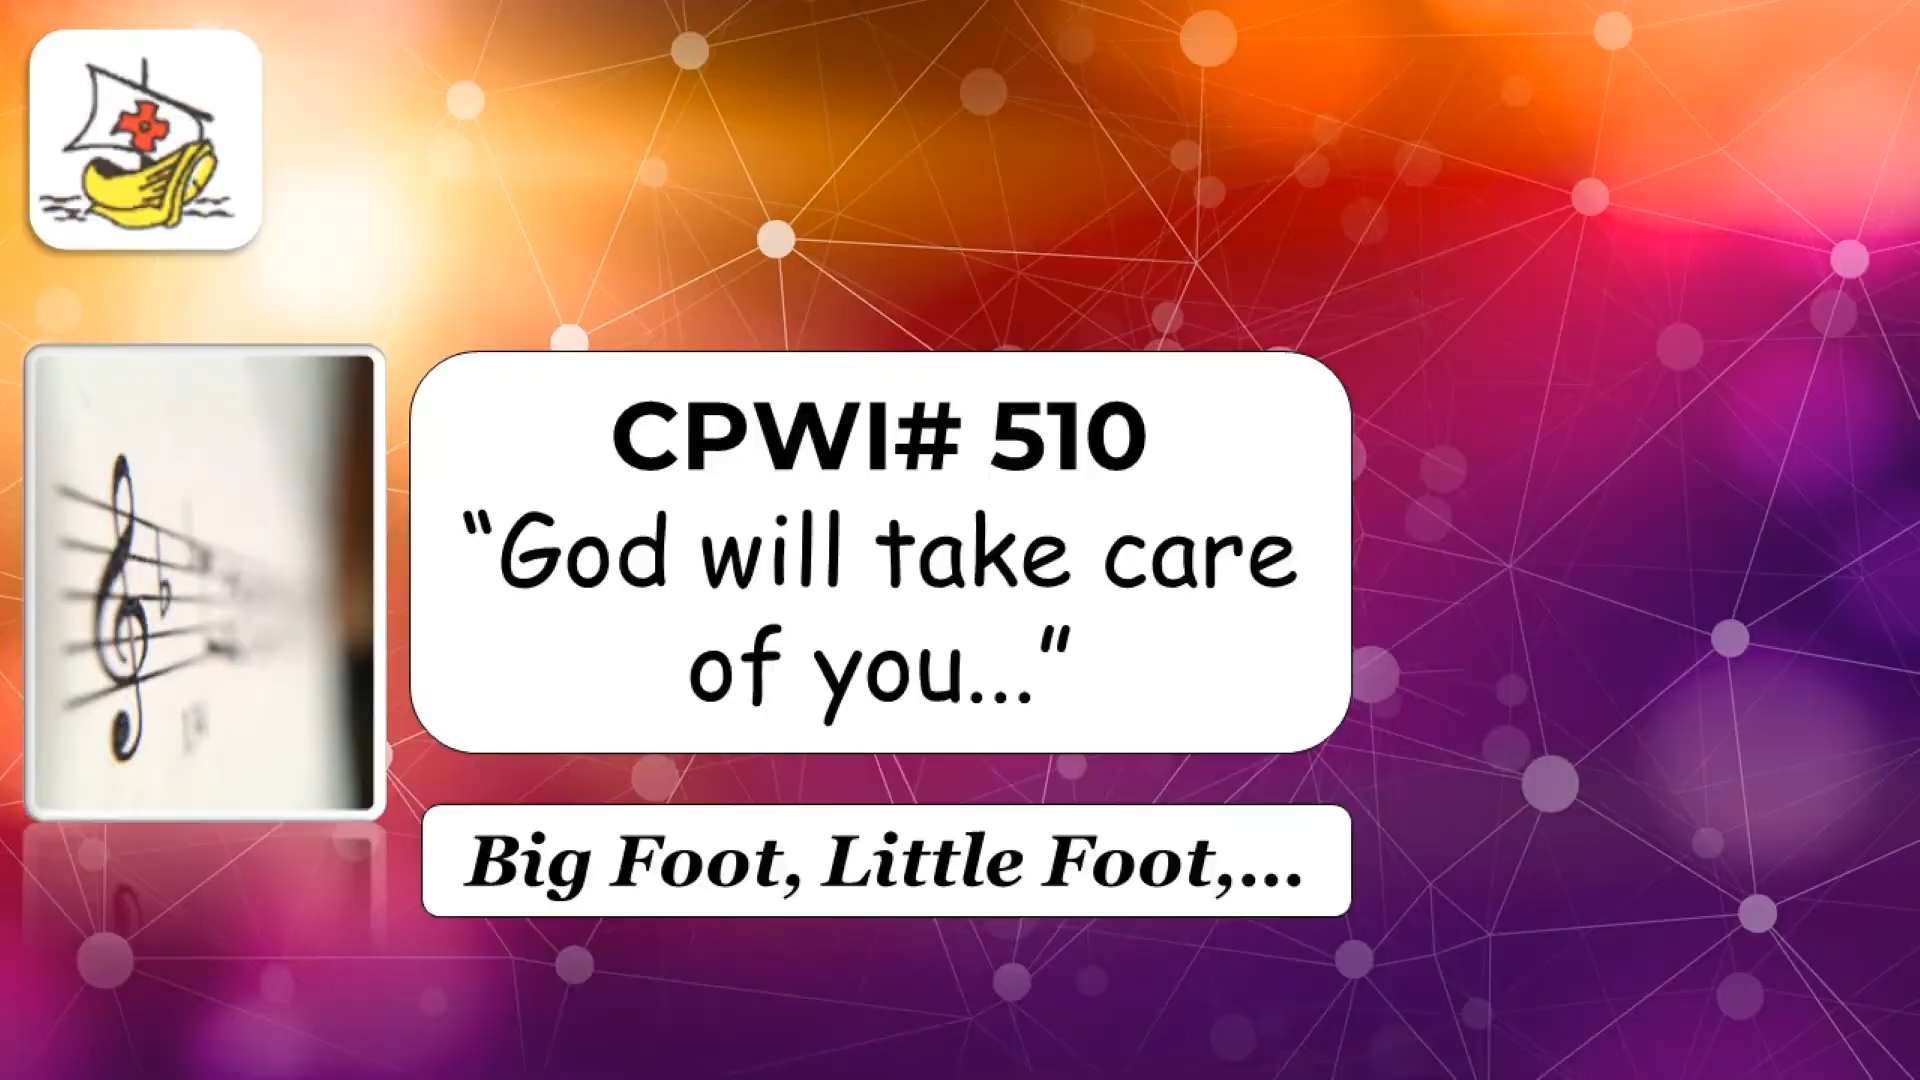 CPWI# 510
“God will take care
of you...”
Big Foot, Little Foot,...